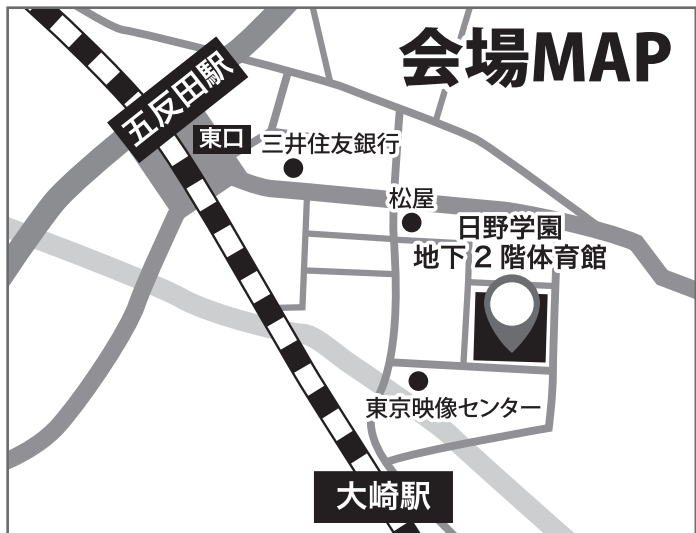 会場MAP
五反田駅
東口
三井住友銀行
松屋
日野学園
地下2階体育館
東京映像センター
大崎駅